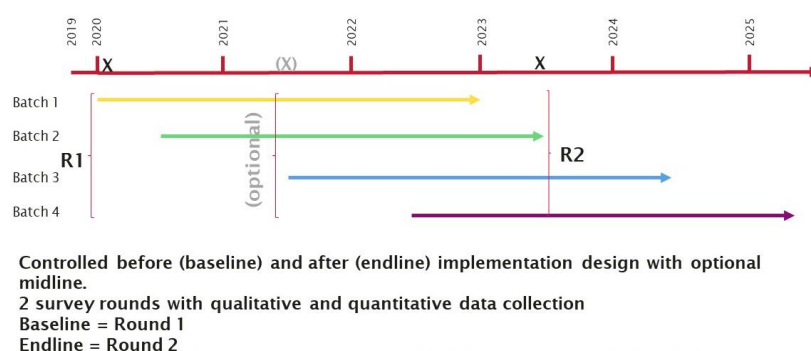 2019 2020 2021 2022 2023 2024 2025
X (X) X
Batch 1
Batch 2
R1 (optional) R2
Batch 3
Batch 4
Controlled before (baseline) and after (endline) implementation design with optional
midline.
2 survey rounds with qualitative and quantitative data collection
Baseline = Round 1
Endline = Round 2